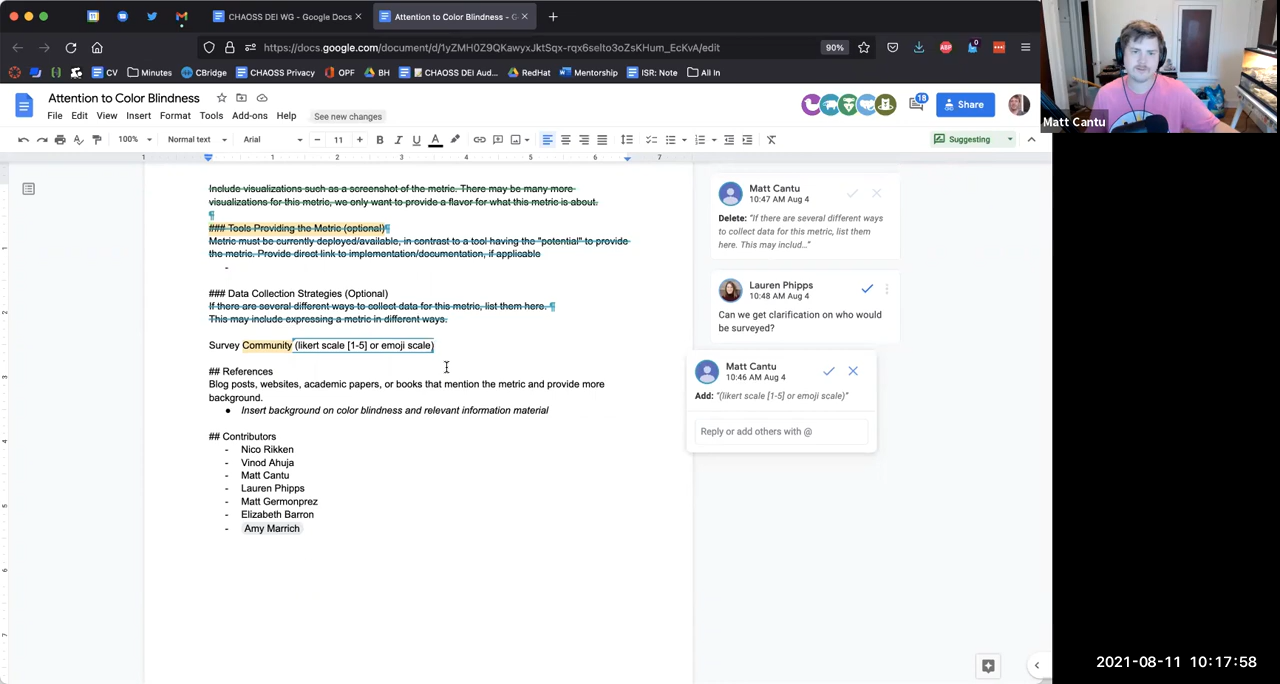 CHAOSS DEI WG - Google Docs
Attention to Color Blindness - G
https://docs.google.com/document/d/1yZMH0Z9QKawyxJktSqx-rqx6selto3oZsKHum_EcKvA/edit
90%
ABP
0
CV
Minutes
CBridge
CHAOSS Privacy
OPF
BH
CHAOSS DEI Aud...
RedHat
Mentorship
ISR: Note
All In
Matt Cantu
Attention to Color Blindness
File Edit View Insert Format Tools Add-ons Help
See new changes
18
Share
100%
Normal text
Arial
11
B I U A
Suggesting
1 1 2 3 4 5 6 7
Include visualizations such as a screenshot of the metric. There may be many more
visualizations for this metric, we only want to provide a flavor for what this metric is about.
¶
### Tools Providing the Metric (optional)¶
Metric must be currently deployed/available, in contrast to a tool having the "potential" to provide
the metric. Provide direct link to implementation/documentation, if applicable
-
### Data Collection Strategies (Optional)
If there are several different ways to collect data for this metric, list them here. ¶
This may include expressing a metric in different ways.
Survey Community (likert scale [1-5] or emoji scale)
## References
Blog posts, websites, academic papers, or books that mention the metric and provide more
background.
● Insert background on color blindness and relevant information material
## Contributors
- Nico Rikken
- Vinod Ahuja
- Matt Cantu
- Lauren Phipps
- Matt Germonprez
- Elizabeth Barron
- Amy Marrich
Matt Cantu
10:47 AM Aug 4
Delete: "If there are several different ways
to collect data for this metric, list them
here. This may includ..."
Lauren Phipps
10:48 AM Aug 4
Can we get clarification on who would
be surveyed?
Matt Cantu
10:46 AM Aug 4
Add: "(likert scale [1-5] or emoji scale)"
Reply or add others with @
2021-08-11 10:17:58